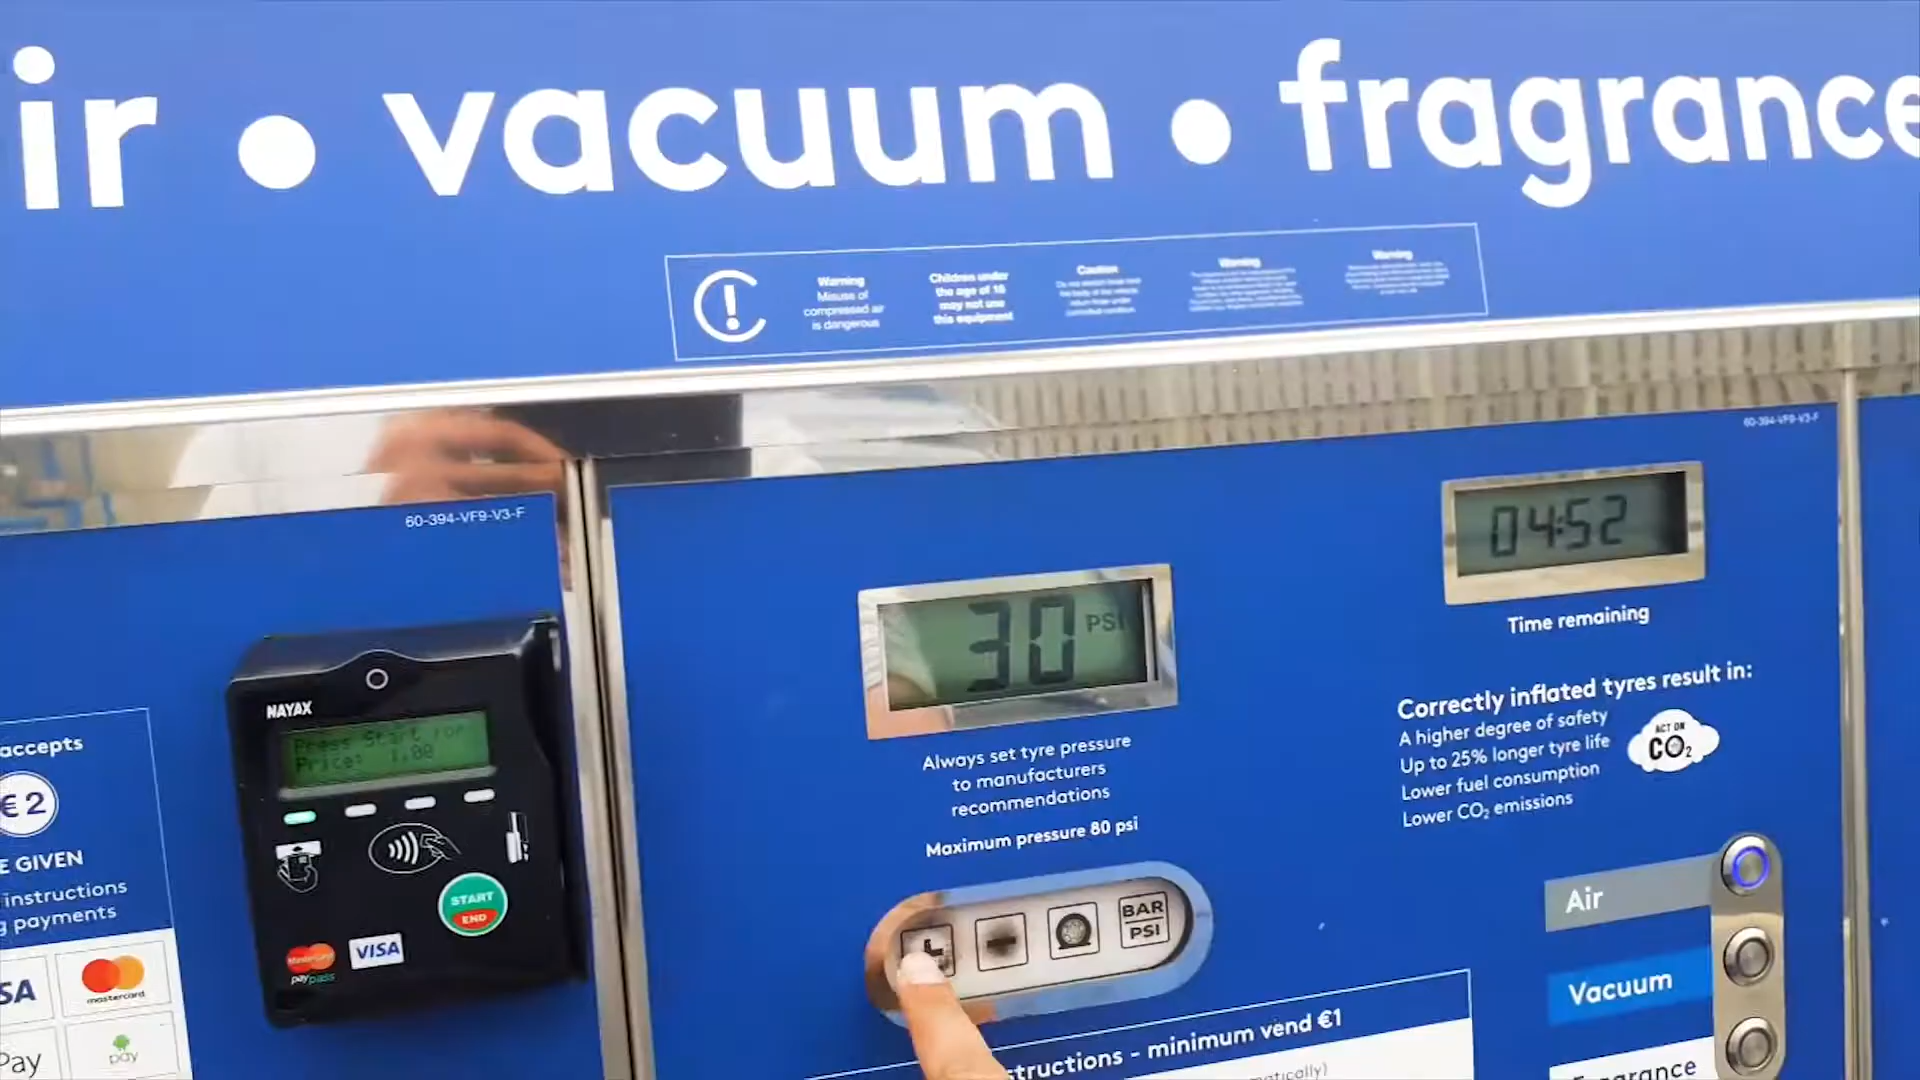 ir • vacuum • fragrance
Warning
Misuse of
compressed air
is dangerous
Children under
the age of 16
may not use
this equipment
Caution
Warning
Warning
60-394-VF9-V3-F
60-394-VF9-V3-F
04:52
Time remaining
30 PSI
Always set tyre pressure
to manufacturers
recommendations
Maximum pressure 80 psi
Correctly inflated tyres result in:
A higher degree of safety
Up to 25% longer tyre life
Lower fuel consumption
Lower CO₂ emissions
ACT ON
CO₂
NAYAX
Press Start for
Price: 1.00
START
END
MasterCard
paypass
VISA
accepts
€2
E GIVEN
instructions
g payments
SA
mastercard
Pay
pay
BAR
PSI
Air
Vacuum
Fragrance
structions - minimum vend €1
matically)